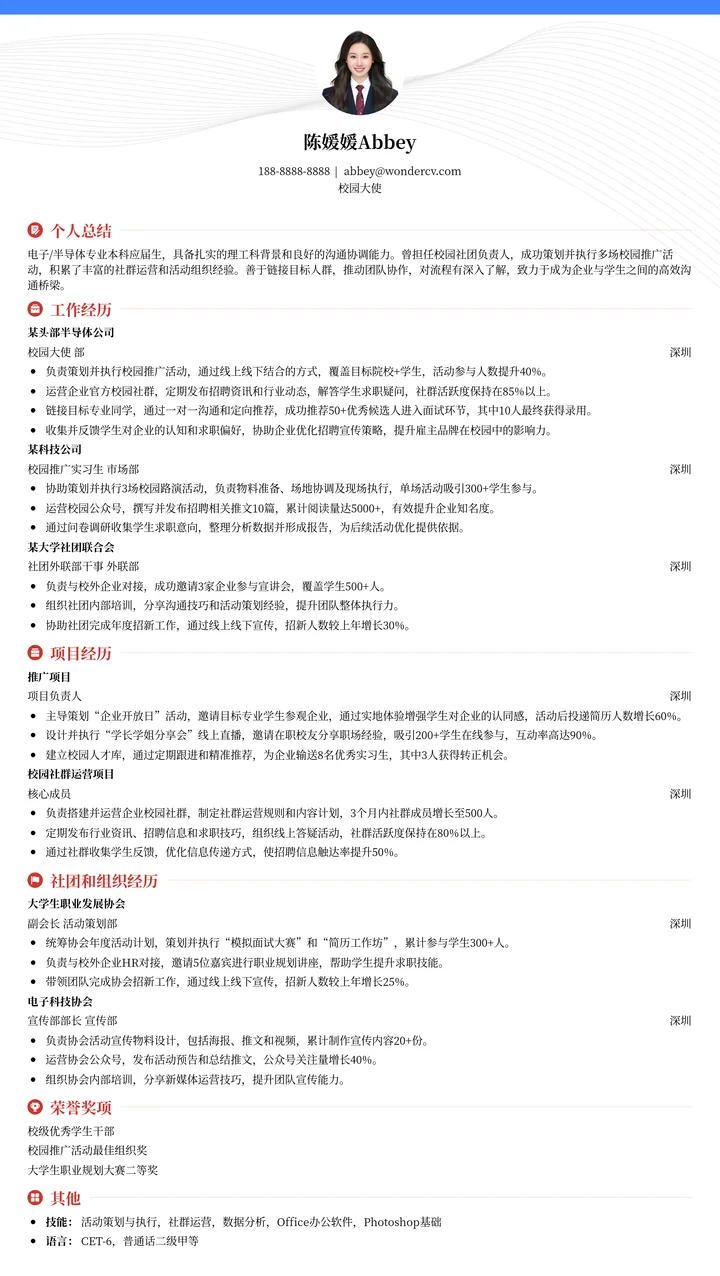 陈媛媛Abbey
188-8888-8888 | abbey@wondercv.com
校园大使
个人总结
电子/半导体专业本科应届生，具备扎实的理工科背景和良好的沟通协调能力。曾担任校园社团负责人，成功策划并执行多场校园推广活
动，积累了丰富的社群运营和活动组织经验。善于链接目标人群，推动团队协作，对流程有深入了解，致力于成为企业与学生之间的高效沟
通桥梁。
工作经历
某头部半导体公司
校园大使 部 深圳
• 负责策划并执行校园推广活动，通过线上线下结合的方式，覆盖目标院校+学生，活动参与人数提升40%。
• 运营企业官方校园社群，定期发布招聘资讯和行业动态，解答学生求职疑问，社群活跃度保持在85%以上。
• 链接目标专业同学，通过一对一沟通和定向推荐，成功推荐50+优秀候选人进入面试环节，其中10人最终获得录用。
• 收集并反馈学生对企业的认知和求职偏好，协助企业优化招聘宣传策略，提升雇主品牌在校园中的影响力。
某科技公司
校园推广实习生 市场部 深圳
• 协助策划并执行3场校园路演活动，负责物料准备、场地协调及现场执行，单场活动吸引300+学生参与。
• 运营校园公众号，撰写并发布招聘相关推文10篇，累计阅读量达5000+，有效提升企业知名度。
• 通过问卷调研收集学生求职意向，整理分析数据并形成报告，为后续活动优化提供依据。
某大学社团联合会
社团外联部干事 外联部 深圳
• 负责与校外企业对接，成功邀请3家企业参与宣讲会，覆盖学生500+人。
• 组织社团内部培训，分享沟通技巧和活动策划经验，提升团队整体执行力。
• 协助社团完成年度招新工作，通过线上线下宣传，招新人数较上年增长30%。
项目经历
推广项目
项目负责人 深圳
• 主导策划“企业开放日”活动，邀请目标专业学生参观企业，通过实地体验增强学生对企业的认同感，活动后投递简历人数增长60%。
• 设计并执行“学长学姐分享会”线上直播，邀请在职校友分享职场经验，吸引200+学生在线参与，互动率高达90%。
• 建立校园人才库，通过定期跟进和精准推荐，为企业输送8名优秀实习生，其中3人获得转正机会。
校园社群运营项目
核心成员 深圳
• 负责搭建并运营企业校园社群，制定社群运营规则和内容计划，3个月内社群成员增长至500人。
• 定期发布行业资讯、招聘信息和求职技巧，组织线上答疑活动，社群活跃度保持在80%以上。
• 通过社群收集学生反馈，优化信息传递方式，使招聘信息触达率提升50%。
社团和组织经历
大学生职业发展协会
副会长 活动策划部 深圳
• 统筹协会年度活动计划，策划并执行“模拟面试大赛”和“简历工作坊”，累计参与学生300+人。
• 负责与校外企业HR对接，邀请5位嘉宾进行职业规划讲座，帮助学生提升求职技能。
• 带领团队完成协会招新工作，通过线上线下宣传，招新人数较上年增长25%。
电子科技协会
宣传部部长 宣传部 深圳
• 负责协会活动宣传物料设计，包括海报、推文和视频，累计制作宣传内容20+份。
• 运营协会公众号，发布活动预告和总结推文，公众号关注量增长40%。
• 组织协会内部培训，分享新媒体运营技巧，提升团队宣传能力。
荣誉奖项
校级优秀学生干部
校园推广活动最佳组织奖
大学生职业规划大赛二等奖
其他
• 技能： 活动策划与执行，社群运营，数据分析，Office办公软件，Photoshop基础
• 语言： CET-6，普通话二级甲等